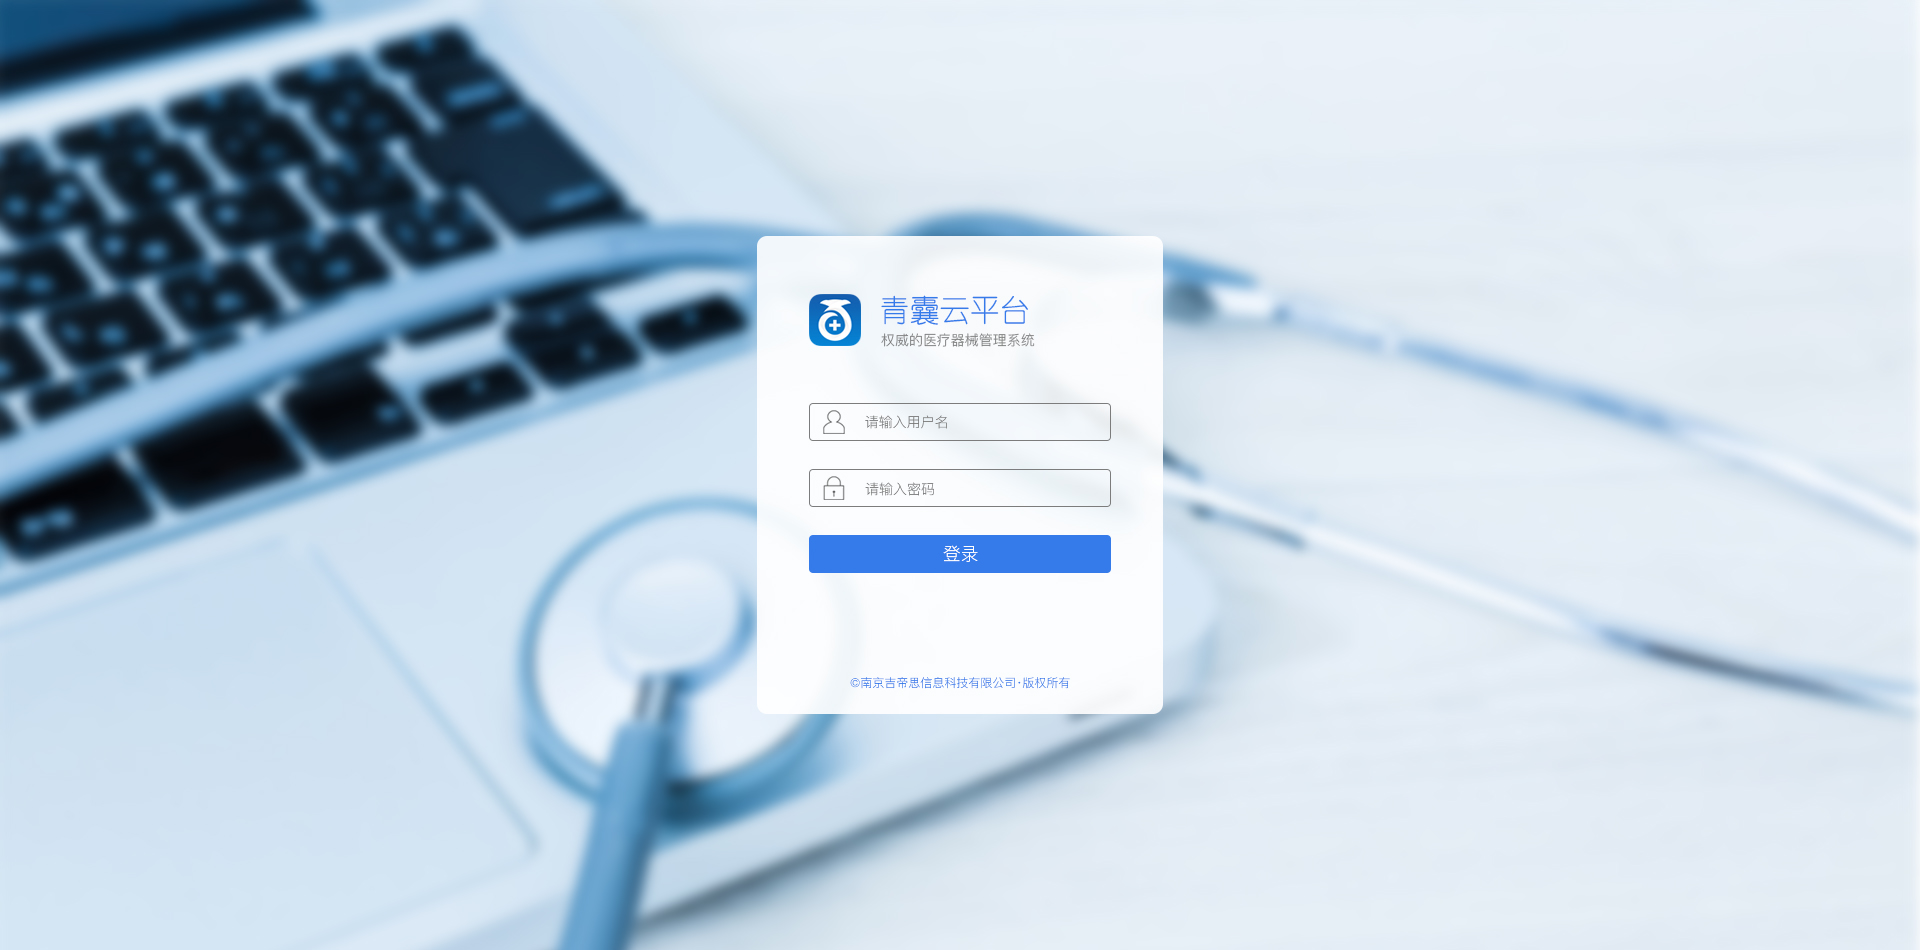 青囊云平台
权威的医疗器械管理系统
请输入用户名
请输入密码
登录
©南京吉帝思信息科技有限公司·版权所有